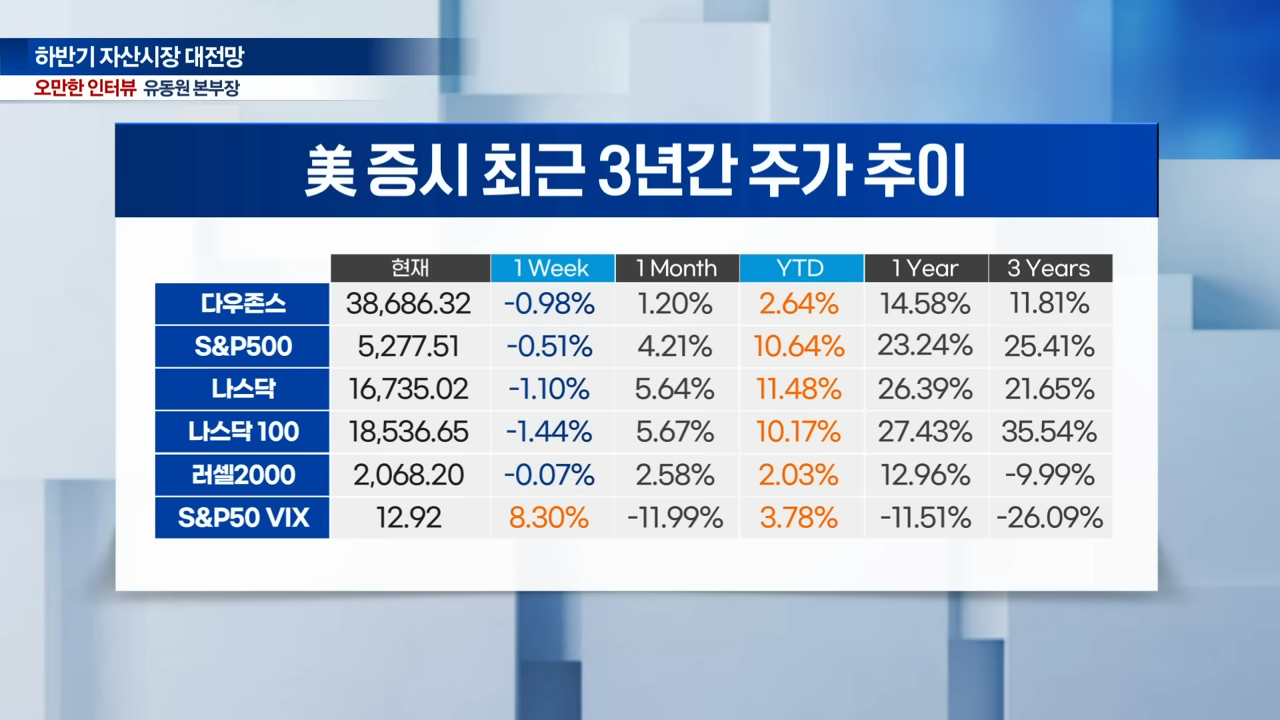 하반기 자산시장 대전망
오만한 인터뷰 유동원 본부장
美 증시 최근 3년간 주가 추이
현재 1 Week 1 Month YTD 1 Year 3 Years
다우존스 38,686.32 -0.98% 1.20% 2.64% 14.58% 11.81%
S&P500 5,277.51 -0.51% 4.21% 10.64% 23.24% 25.41%
나스닥 16,735.02 -1.10% 5.64% 11.48% 26.39% 21.65%
나스닥 100 18,536.65 -1.44% 5.67% 10.17% 27.43% 35.54%
러셀2000 2,068.20 -0.07% 2.58% 2.03% 12.96% -9.99%
S&P50 VIX 12.92 8.30% -11.99% 3.78% -11.51% -26.09%